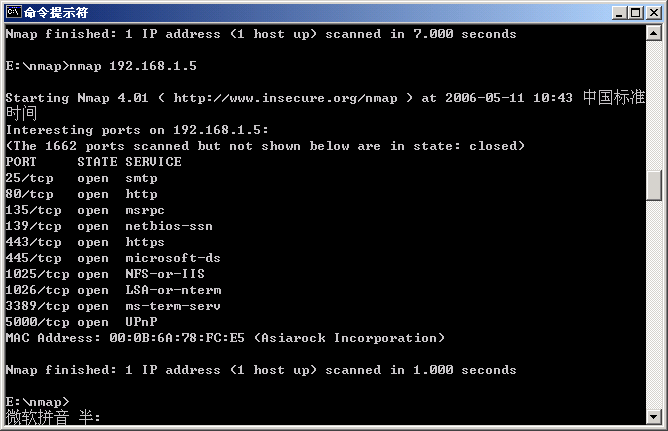 命令提示符
Nmap finished: 1 IP address (1 host up) scanned in 7.000 seconds
E:\nmap>nmap 192.168.1.5
Starting Nmap 4.01 ( http://www.insecure.org/nmap ) at 2006-05-11 10:43 中国标准
时间
Interesting ports on 192.168.1.5:
(The 1662 ports scanned but not shown below are in state: closed)
PORT     STATE SERVICE
25/tcp   open  smtp
80/tcp   open  http
135/tcp  open  msrpc
139/tcp  open  netbios-ssn
443/tcp  open  https
445/tcp  open  microsoft-ds
1025/tcp open  NFS-or-IIS
1026/tcp open  LSA-or-nterm
3389/tcp open  ms-term-serv
5000/tcp open  UPnP
MAC Address: 00:0B:6A:78:FC:E5 (Asiarock Incorporation)
Nmap finished: 1 IP address (1 host up) scanned in 1.000 seconds
E:\nmap>
微软拼音 半: